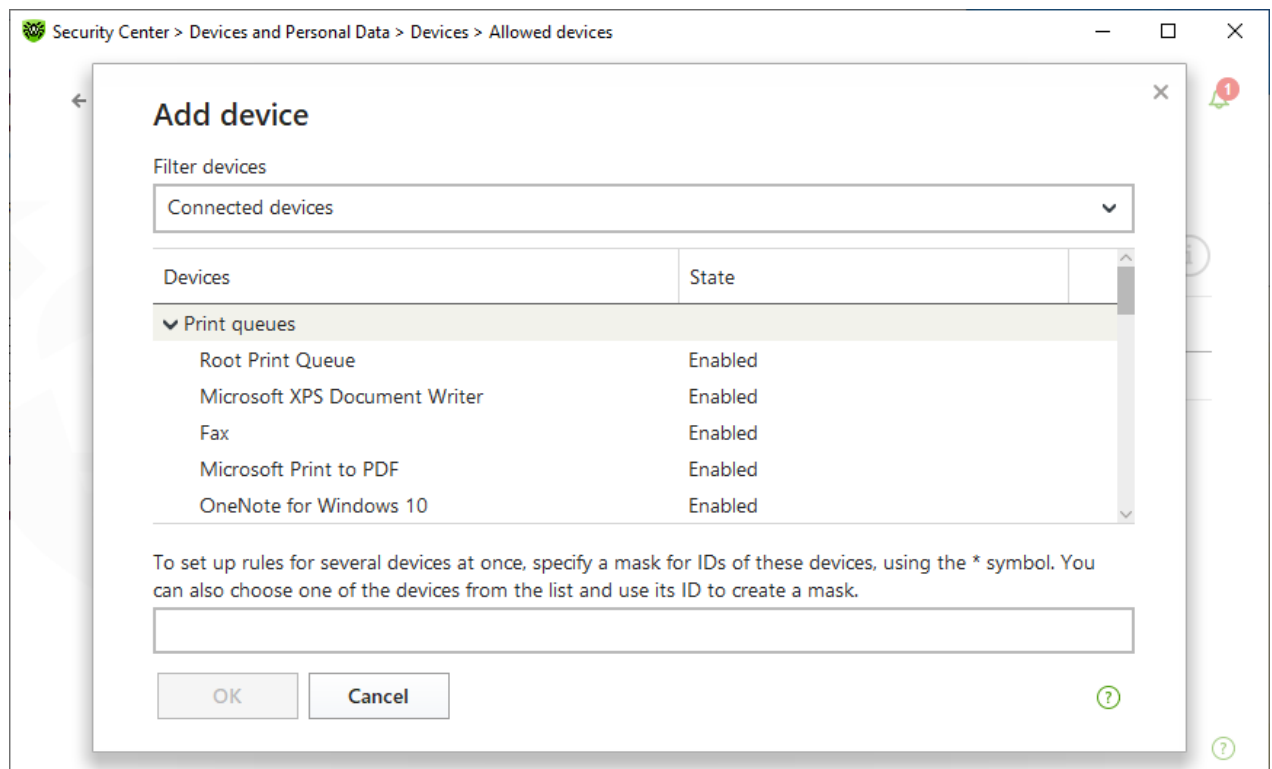 Security Center > Devices and Personal Data > Devices > Allowed devices
1
Add device
Filter devices
Connected devices
Devices State
Print queues
Root Print Queue Enabled
Microsoft XPS Document Writer Enabled
Fax Enabled
Microsoft Print to PDF Enabled
OneNote for Windows 10 Enabled
To set up rules for several devices at once, specify a mask for IDs of these devices, using the * symbol. You
can also choose one of the devices from the list and use its ID to create a mask.
OK Cancel ?
?